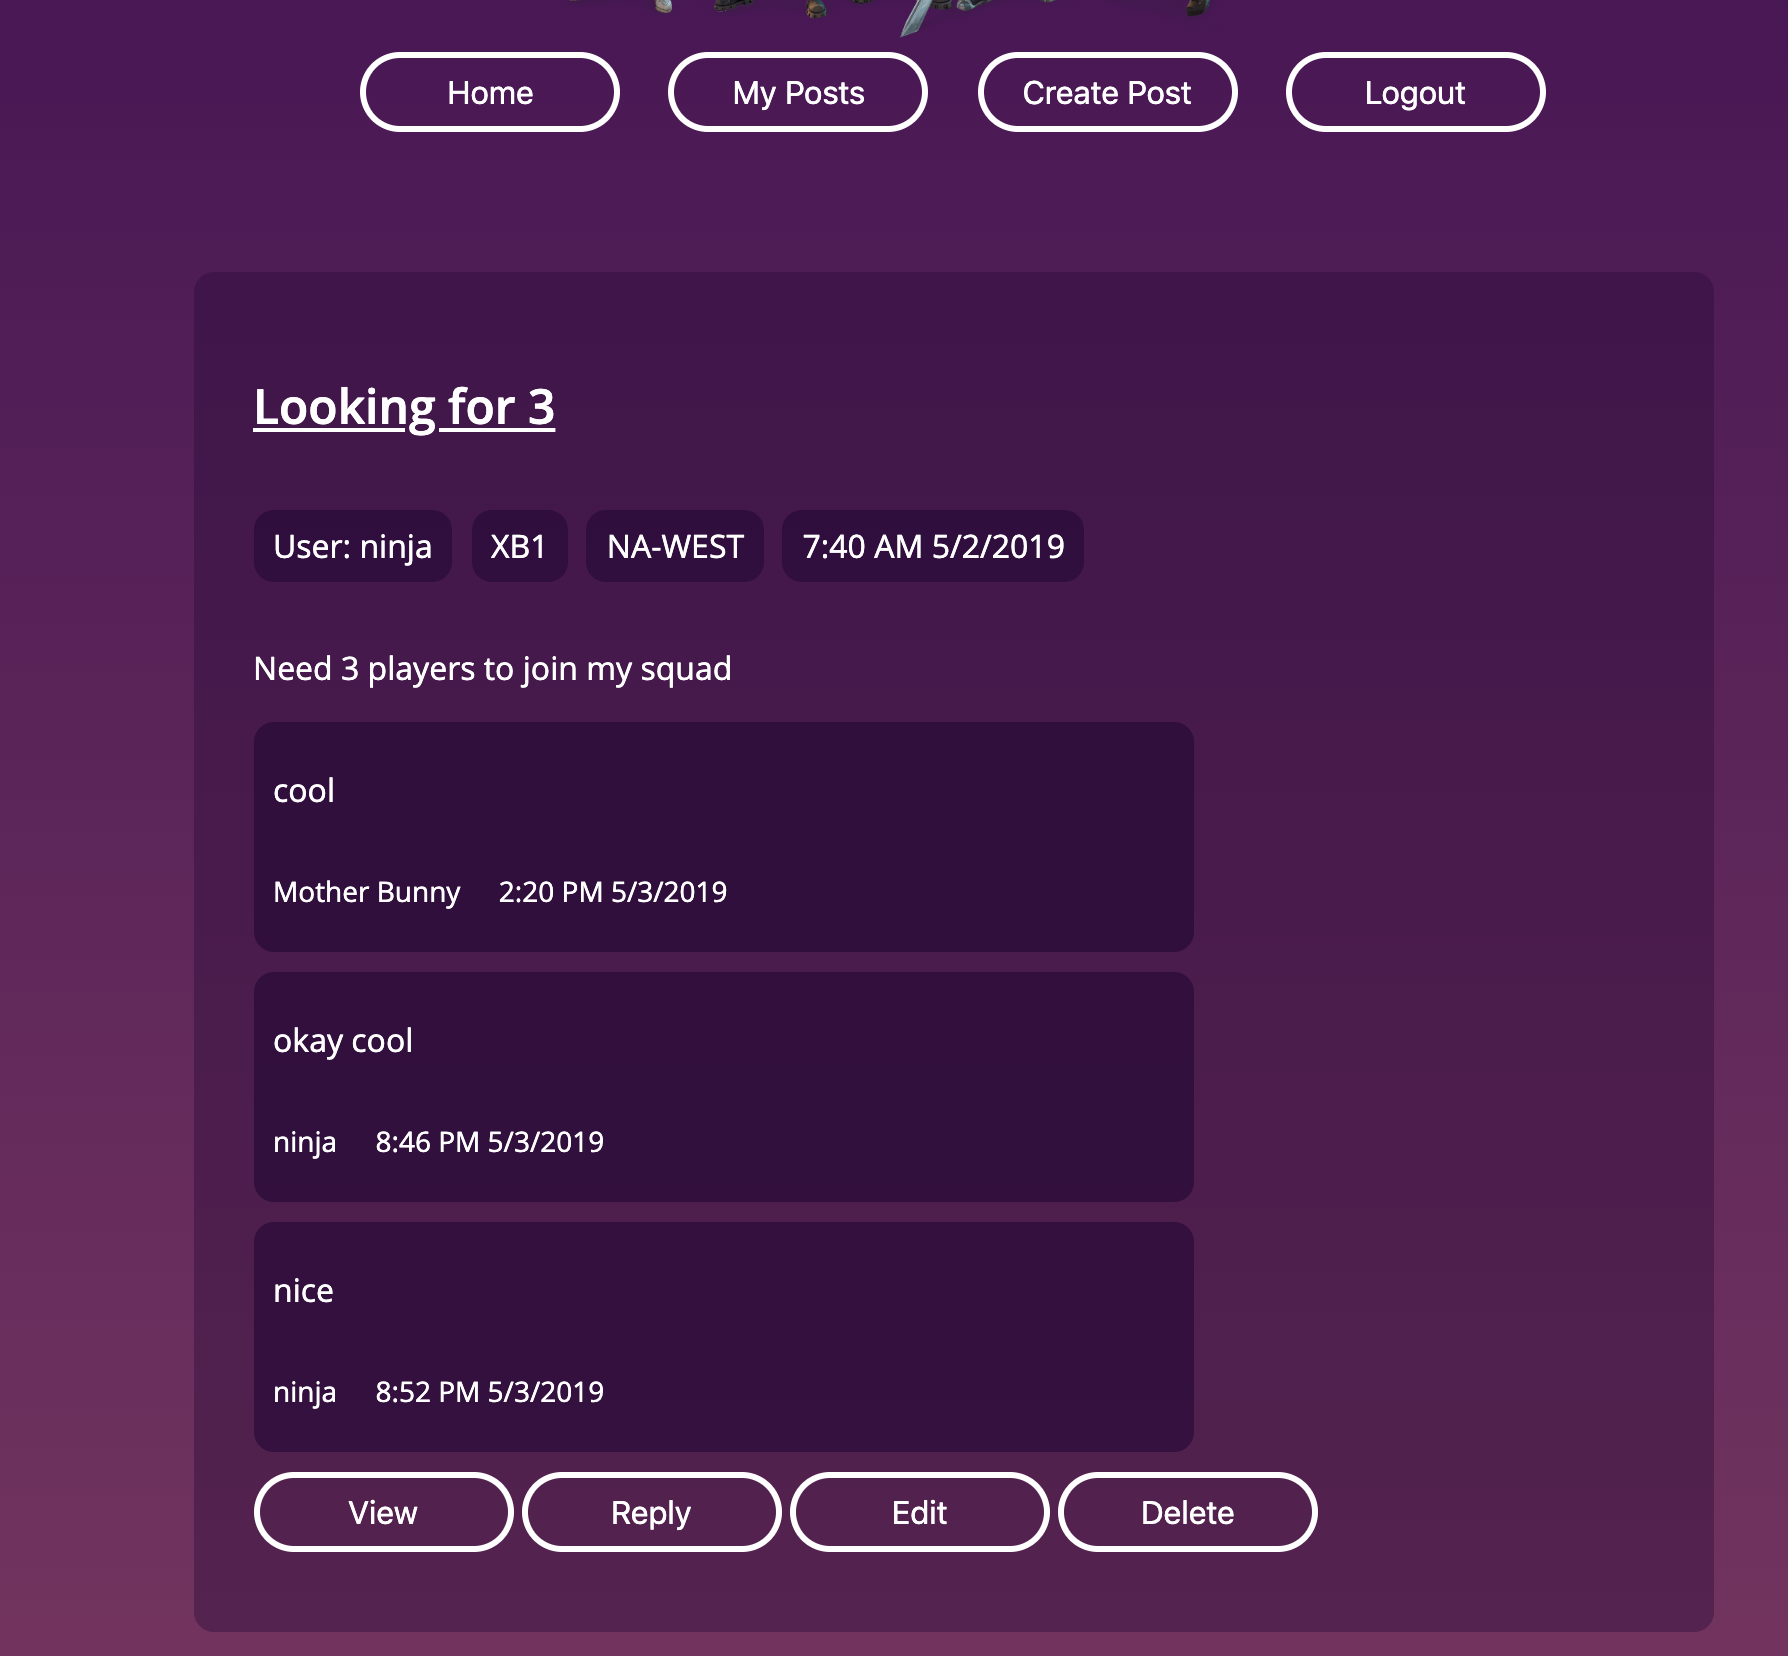 Home My Posts Create Post Logout
Looking for 3
User: ninja XB1 NA-WEST 7:40 AM 5/2/2019
Need 3 players to join my squad
cool
Mother Bunny 2:20 PM 5/3/2019
okay cool
ninja 8:46 PM 5/3/2019
nice
ninja 8:52 PM 5/3/2019
View Reply Edit Delete